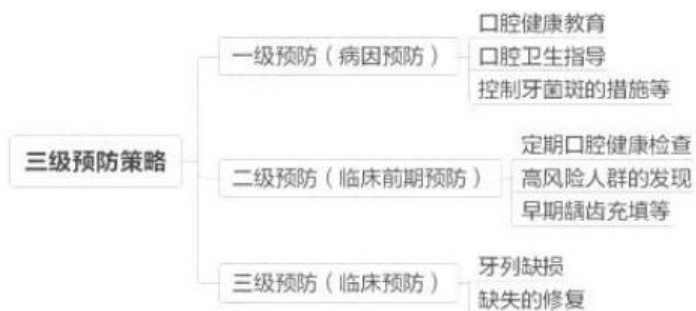 三级预防策略
一级预防（病因预防）
口腔健康教育
口腔卫生指导
控制牙菌斑的措施等
二级预防（临床前期预防）
定期口腔健康检查
高风险人群的发现
早期龋齿充填等
三级预防（临床预防）
牙列缺损
缺失的修复